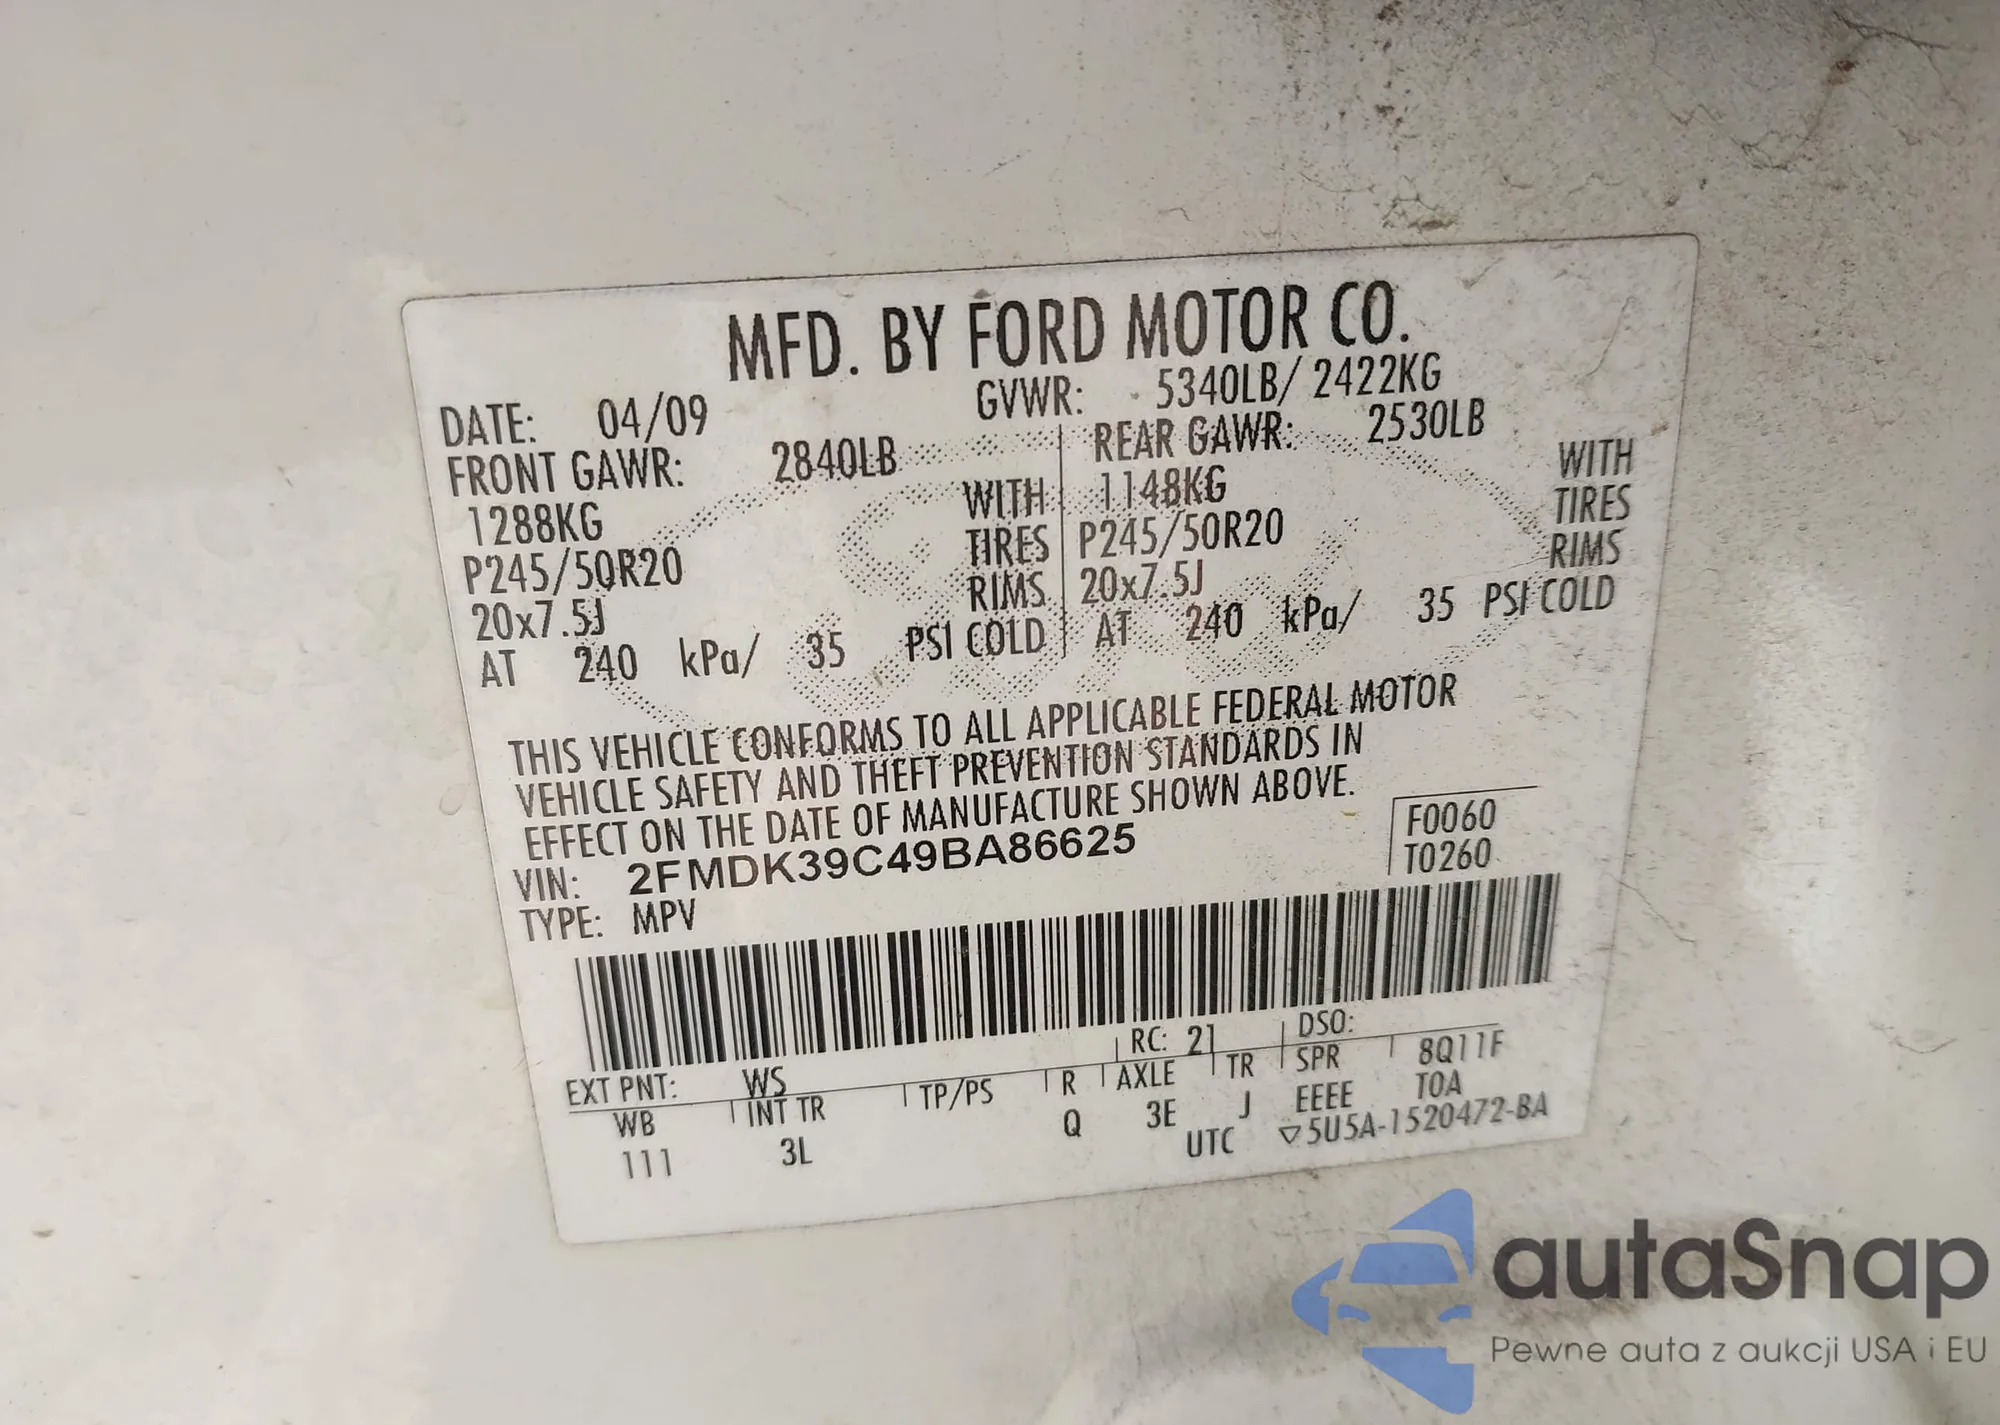 MFD. BY FORD MOTOR CO.
DATE: 04/09 GVWR: 5340LB/ 2422KG
FRONT GAWR: 2840LB REAR GAWR: 2530LB
1288KG WITH 1148KG WITH
P245/50R20 TIRES P245/50R20 TIRES
20x7.5J RIMS 20x7.5J RIMS
AT 240 kPa/ 35 PSI COLD AT 240 kPa/ 35 PSI COLD
THIS VEHICLE CONFORMS TO ALL APPLICABLE FEDERAL MOTOR
VEHICLE SAFETY AND THEFT PREVENTION STANDARDS IN
EFFECT ON THE DATE OF MANUFACTURE SHOWN ABOVE.
F0060
VIN: 2FMDK39C49BA86625
T0260
TYPE: MPV
EXT PNT: WS RC: 21 DSO:
WB INT TR TP/PS R AXLE TR SPR 8Q11F
111 3L Q 3E J EEEE TOA
UTC ▽5U5A-1520472-BA
autaSnap
Pewne auta z aukcji USA i EU